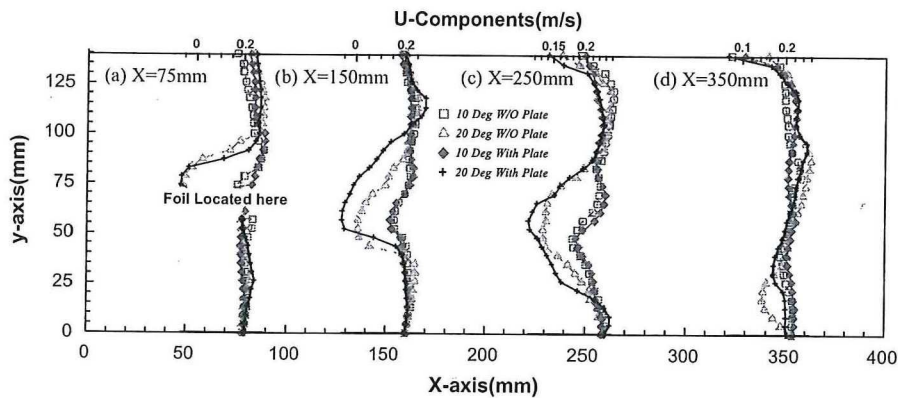 U-Components(m/s)
0 0.2 0 0.2 0.15 0.2 0.1 0.2
(a) X=75mm (b) X=150mm (c) X=250mm (d) X=350mm
10 Deg W/O Plate
20 Deg W/O Plate
10 Deg With Plate
20 Deg With Plate
Foil Located here
y-axis(mm)
125
100
75
50
25
0
0 50 100 150 200 250 300 350 400
X-axis(mm)